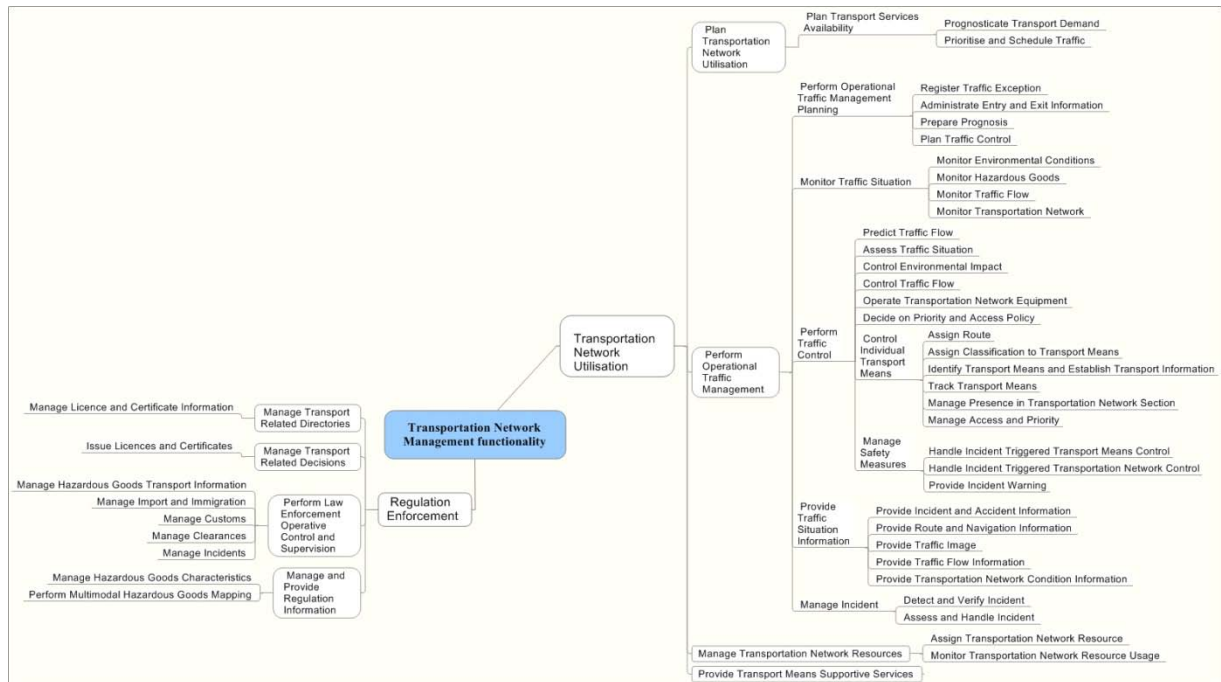 Transportation Network
Management functionality
Transportation
Network
Utilisation
Plan
Transportation
Network
Utilisation
Plan Transport Services
Availability
Prognosticate Transport Demand
Prioritise and Schedule Traffic
Perform
Operational
Traffic
Management
Perform Operational
Traffic Management
Planning
Register Traffic Exception
Administrate Entry and Exit Information
Prepare Prognosis
Plan Traffic Control
Monitor Traffic Situation
Monitor Environmental Conditions
Monitor Hazardous Goods
Monitor Traffic Flow
Monitor Transportation Network
Perform
Traffic
Control
Predict Traffic Flow
Assess Traffic Situation
Control Environmental Impact
Control Traffic Flow
Operate Transportation Network Equipment
Decide on Priority and Access Policy
Control
Individual
Transport
Means
Assign Route
Assign Classification to Transport Means
Identify Transport Means and Establish Transport Information
Track Transport Means
Manage Presence in Transportation Network Section
Manage Access and Priority
Manage
Safety
Measures
Handle Incident Triggered Transport Means Control
Handle Incident Triggered Transportation Network Control
Provide Incident Warning
Provide
Traffic
Situation
Information
Provide Incident and Accident Information
Provide Route and Navigation Information
Provide Traffic Image
Provide Traffic Flow Information
Provide Transportation Network Condition Information
Manage Incident
Detect and Verify Incident
Assess and Handle Incident
Manage Transportation Network Resources
Assign Transportation Network Resource
Monitor Transportation Network Resource Usage
Provide Transport Means Supportive Services
Regulation
Enforcement
Manage Transport
Related Directories
Manage Licence and Certificate Information
Manage Transport
Related Decisions
Issue Licences and Certificates
Perform Law
Enforcement
Operative
Control and
Supervision
Manage Hazardous Goods Transport Information
Manage Import and Immigration
Manage Customs
Manage Clearances
Manage Incidents
Manage and
Provide
Regulation
Information
Manage Hazardous Goods Characteristics
Perform Multimodal Hazardous Goods Mapping